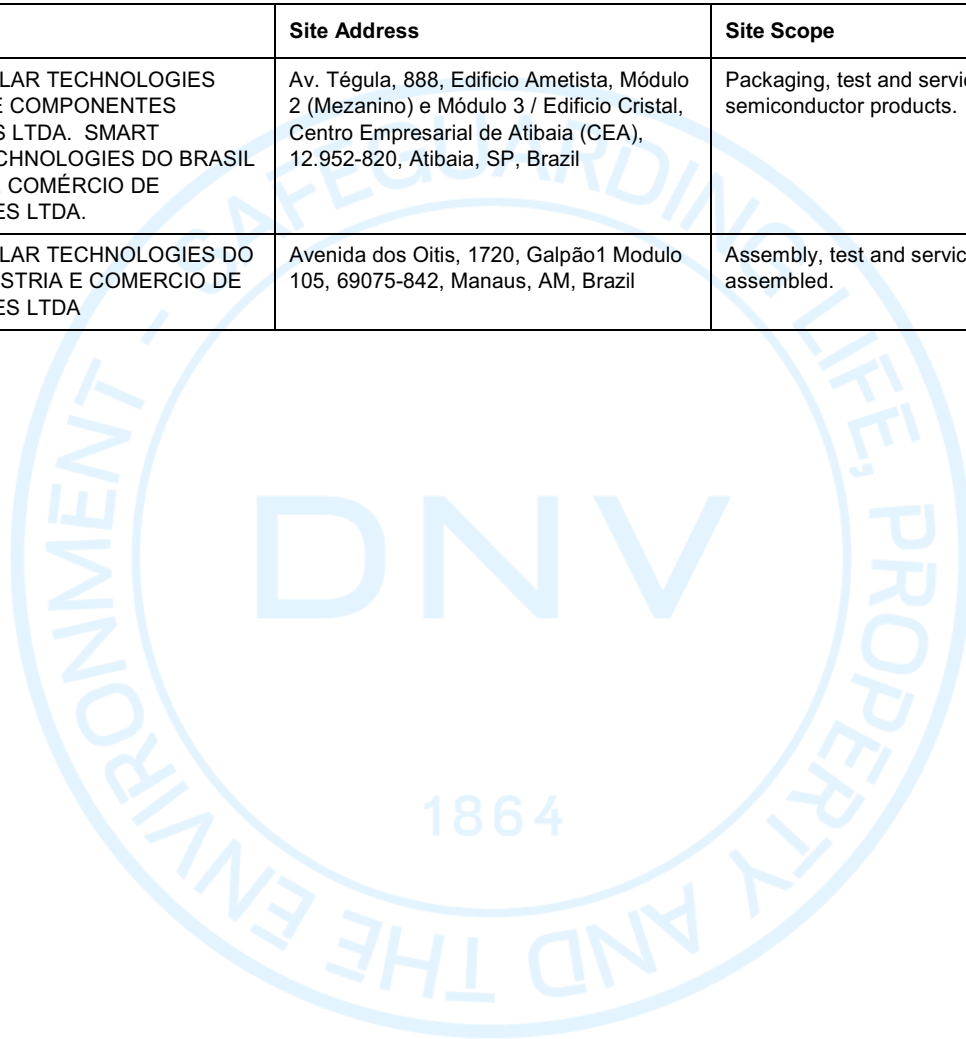 Site Address
Site Scope
LAR TECHNOLOGIES
E COMPONENTES
S LTDA. SMART
CHNOLOGIES DO BRASIL
COMÉRCIO DE
ES LTDA.
Av. Tégula, 888, Edificio Ametista, Módulo
2 (Mezanino) e Módulo 3 / Edificio Cristal,
Centro Empresarial de Atibaia (CEA),
12.952-820, Atibaia, SP, Brazil
Packaging, test and servic
semiconductor products.
LAR TECHNOLOGIES DO
STRIA E COMERCIO DE
ES LTDA
Avenida dos Oitis, 1720, Galpão1 Modulo
105, 69075-842, Manaus, AM, Brazil
Assembly, test and servic
assembled.
SAFEGUARDING LIFE, PROPERTY AND THE ENVIRONMENT -
DNV
1864